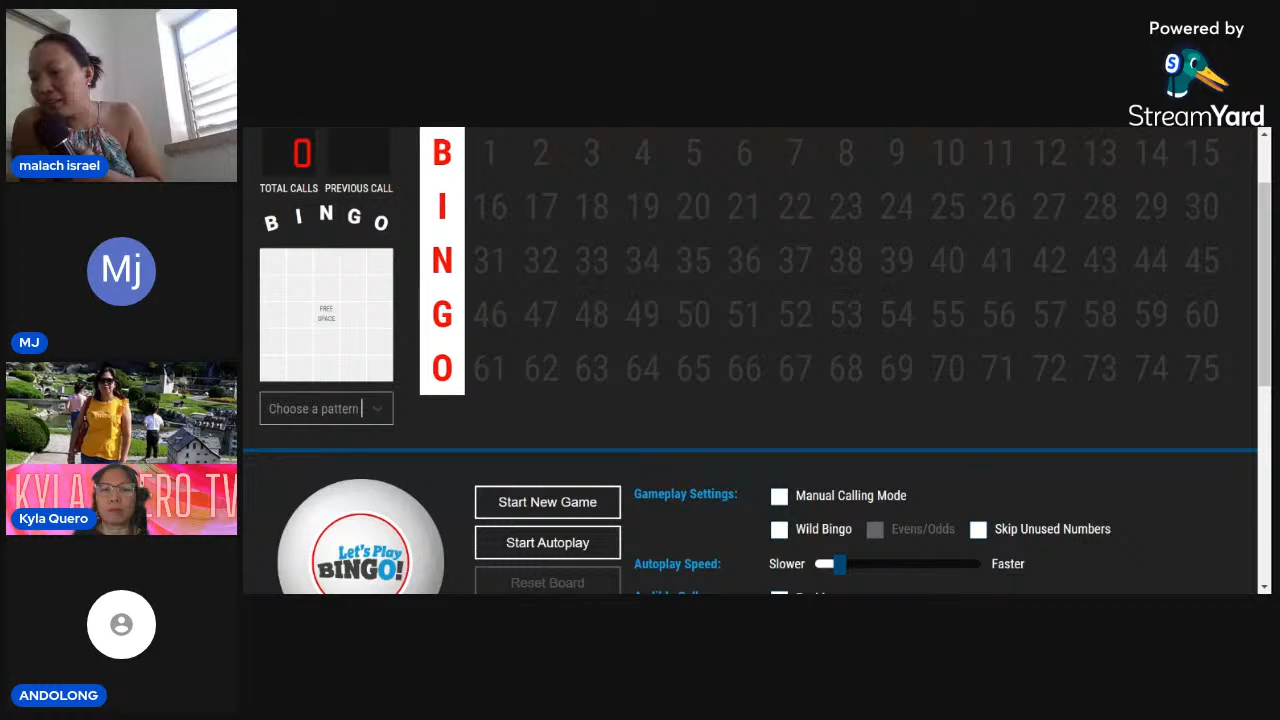 Powered by
S
StreamYard
malach israel
Mj
MJ
KYLA ERO TV
Kyla Quero
ANDOLONG
0
TOTAL CALLS PREVIOUS CALL
B I N G O
FREE
SPACE
Choose a pattern
B 1 2 3 4 5 6 7 8 9 10 11 12 13 14 15
I 16 17 18 19 20 21 22 23 24 25 26 27 28 29 30
N 31 32 33 34 35 36 37 38 39 40 41 42 43 44 45
G 46 47 48 49 50 51 52 53 54 55 56 57 58 59 60
O 61 62 63 64 65 66 67 68 69 70 71 72 73 74 75
Let's Play
BINGO!
Start New Game
Start Autoplay
Reset Board
Gameplay Settings:
Manual Calling Mode
Wild Bingo
Evens/Odds
Skip Unused Numbers
Autoplay Speed:
Slower
Faster